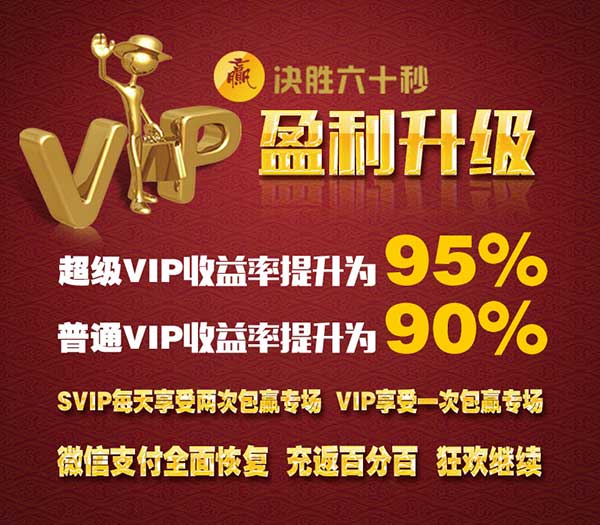 VIP
赢 决胜六十秒
盈利升级
超级VIP收益率提升为95%
普通VIP收益率提升为90%
SVIP每天享受两次包赢专场 VIP享受一次包赢专场
微信支付全面恢复 充返百分百 狂欢继续